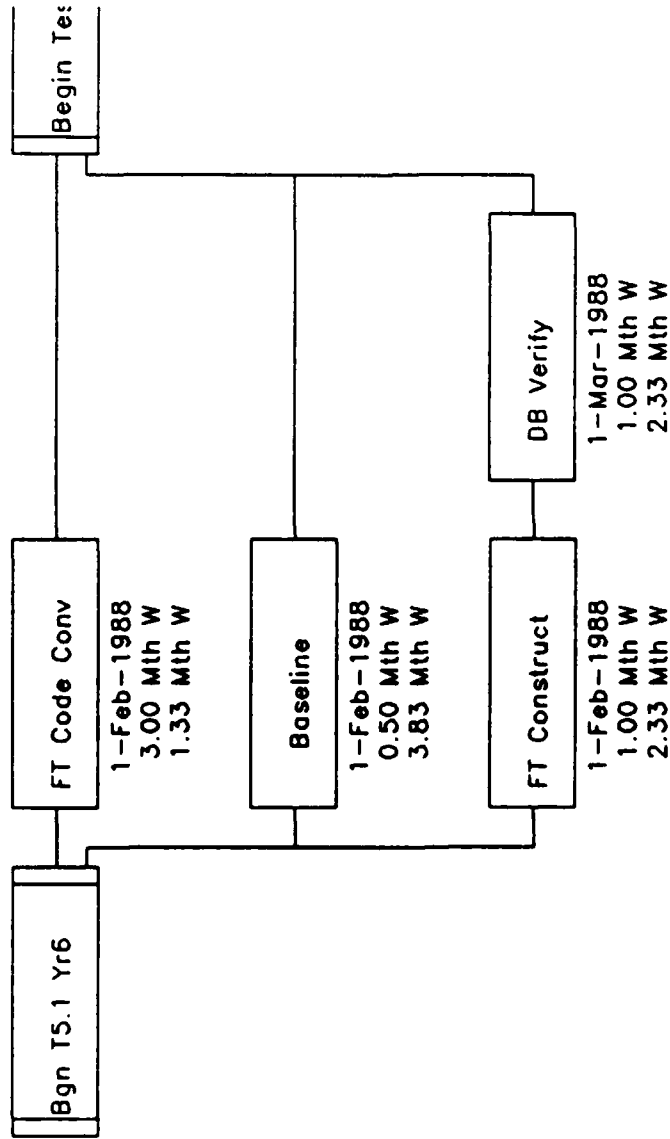 Bgn T5.1 Yr6
FT Code Conv
1-Feb-1988
3.00 Mth W
1.33 Mth W
Baseline
1-Feb-1988
0.50 Mth W
3.83 Mth W
FT Construct
1-Feb-1988
1.00 Mth W
2.33 Mth W
DB Verify
1-Mar-1988
1.00 Mth W
2.33 Mth W
Begin Tes